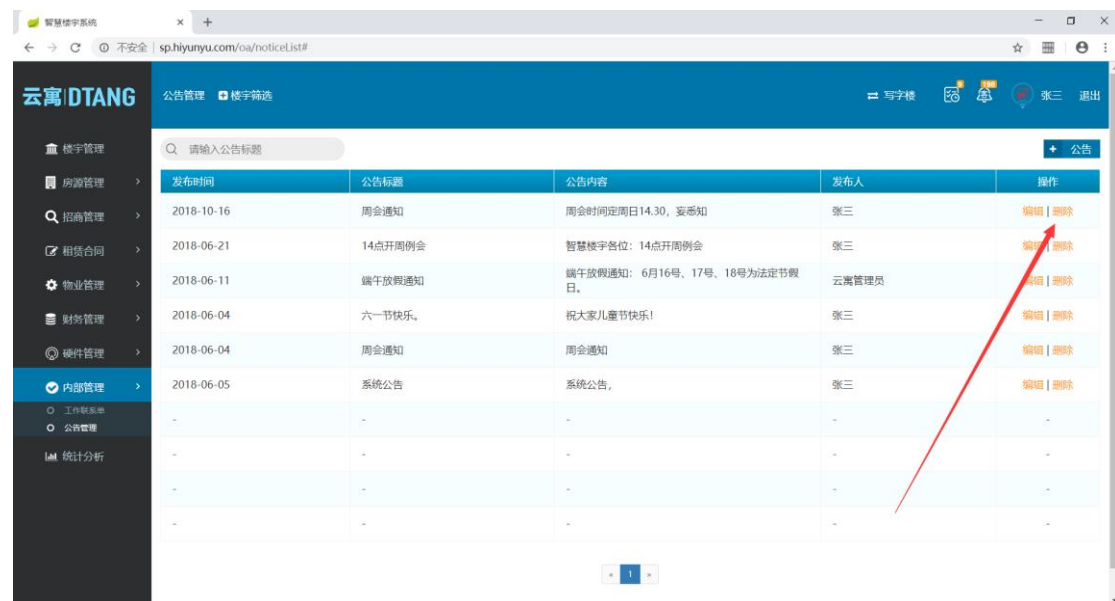 智慧楼宇系统
不安全 | sp.hiyunyu.com/oa/noticeList#
云寓|DTANG
公告管理 楼宇筛选
写字楼 张三 退出
楼宇管理
房源管理
招商管理
租赁合同
物业管理
财务管理
硬件管理
内部管理
工作联系单
公告管理
统计分析
请输入公告标题
+ 公告
发布时间 公告标题 公告内容 发布人 操作
2018-10-16 周会通知 周会时间定周日14.30，妄悉知 张三 编辑 | 删除
2018-06-21 14点开周例会 智慧楼宇各位：14点开周例会 张三 编辑 | 删除
2018-06-11 端午放假通知 端午放假通知：6月16号、17号、18号为法定节假日。 云寓管理员 编辑 | 删除
2018-06-04 六一节快乐。 祝大家儿童节快乐! 张三 编辑 | 删除
2018-06-04 周会通知 周会通知 张三 编辑 | 删除
2018-06-05 系统公告 系统公告, 张三 编辑 | 删除
- - - - -
- - - - -
- - - - -
- - - - -
« 1 »